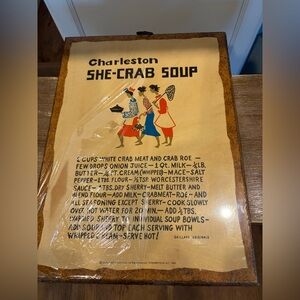 Charleston
SHE-CRAB SOUP
2 CUPS WHITE CRAB MEAT AND CRAB ROE —
FEW DROPS ONION JUICE — 1 QT. MILK — ¼ LB.
BUTTER — ½ PT. CREAM (WHIPPED) — MACE — SALT
PEPPER — 1 TBS. FLOUR — ½ TSP. WORCESTERSHIRE
SAUCE — TBS. DRY SHERRY — MELT BUTTER AND
BLEND FLOUR — ADD MILK — CRABMEAT — ROE — AND
ALL SEASONING EXCEPT SHERRY — COOK SLOWLY
OVER HOT WATER FOR 20 MIN. — ADD ½ TBS.
WARMED SHERRY TO INDIVIDUAL SOUP BOWLS —
ADD SOUP AND TOP EACH SERVING WITH
WHIPPED CREAM — SERVE HOT!
ORIGINALS